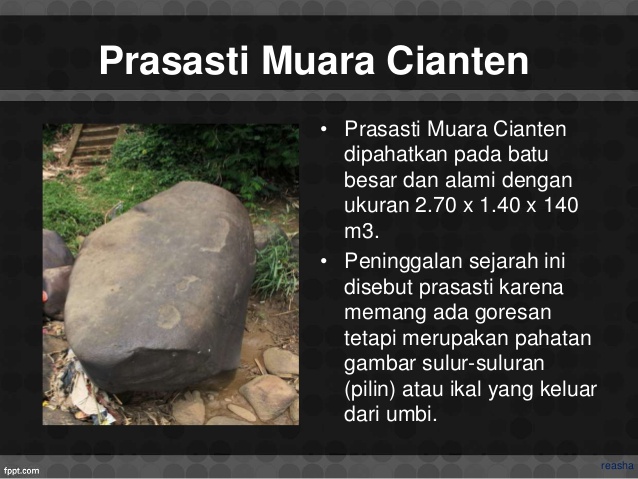 Prasasti Muara Cianten
• Prasasti Muara Cianten
dipahatkan pada batu
besar dan alami dengan
ukuran 2.70 x 1.40 x 140
m3.
• Peninggalan sejarah ini
disebut prasasti karena
memang ada goresan
tetapi merupakan pahatan
gambar sulur-suluran
(pilin) atau ikal yang keluar
dari umbi.
fppt.com
reasha